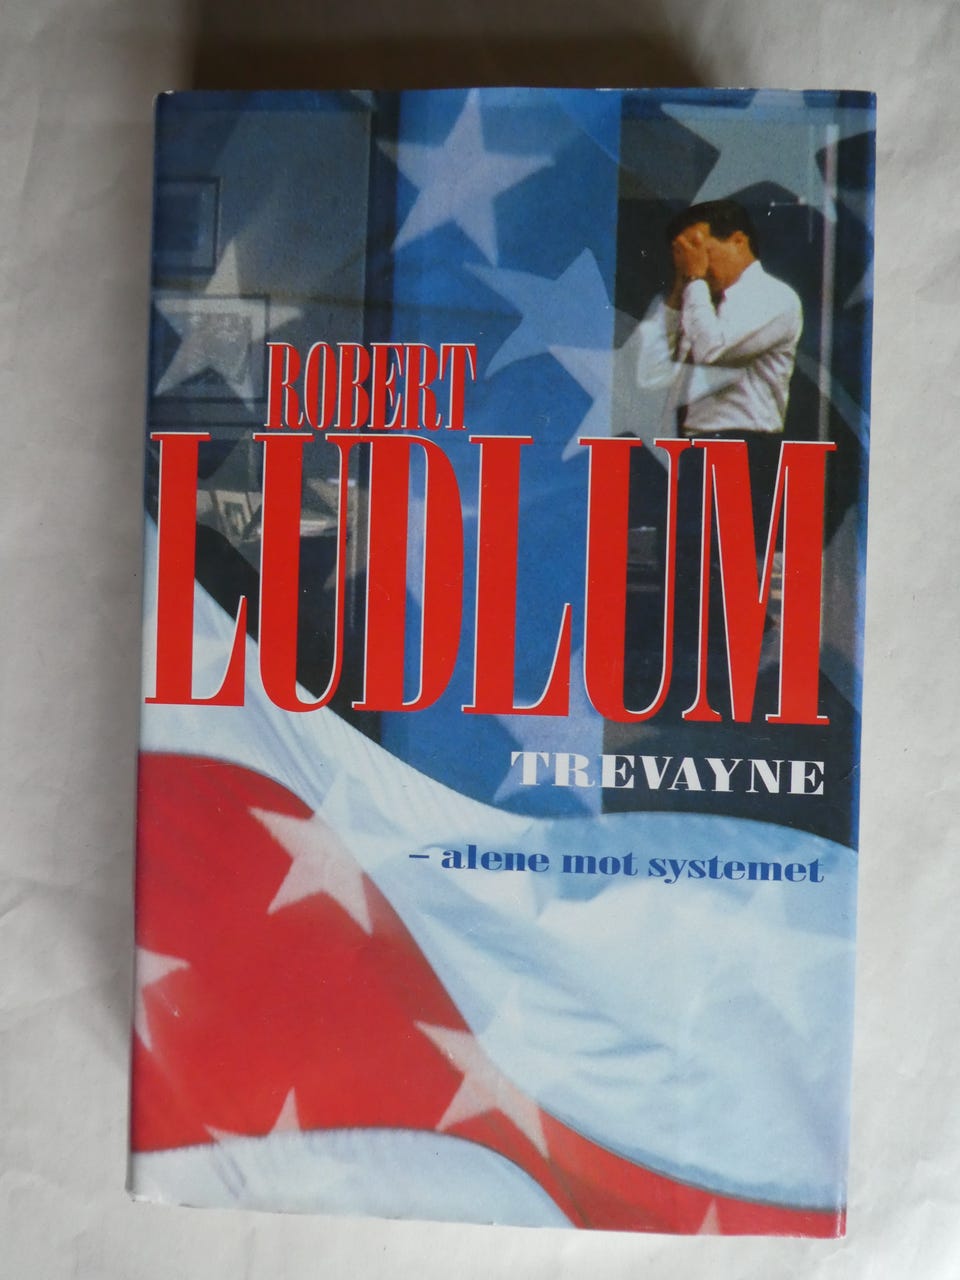 ROBERT
LUDLUM
TREVAYNE
– alene mot systemet